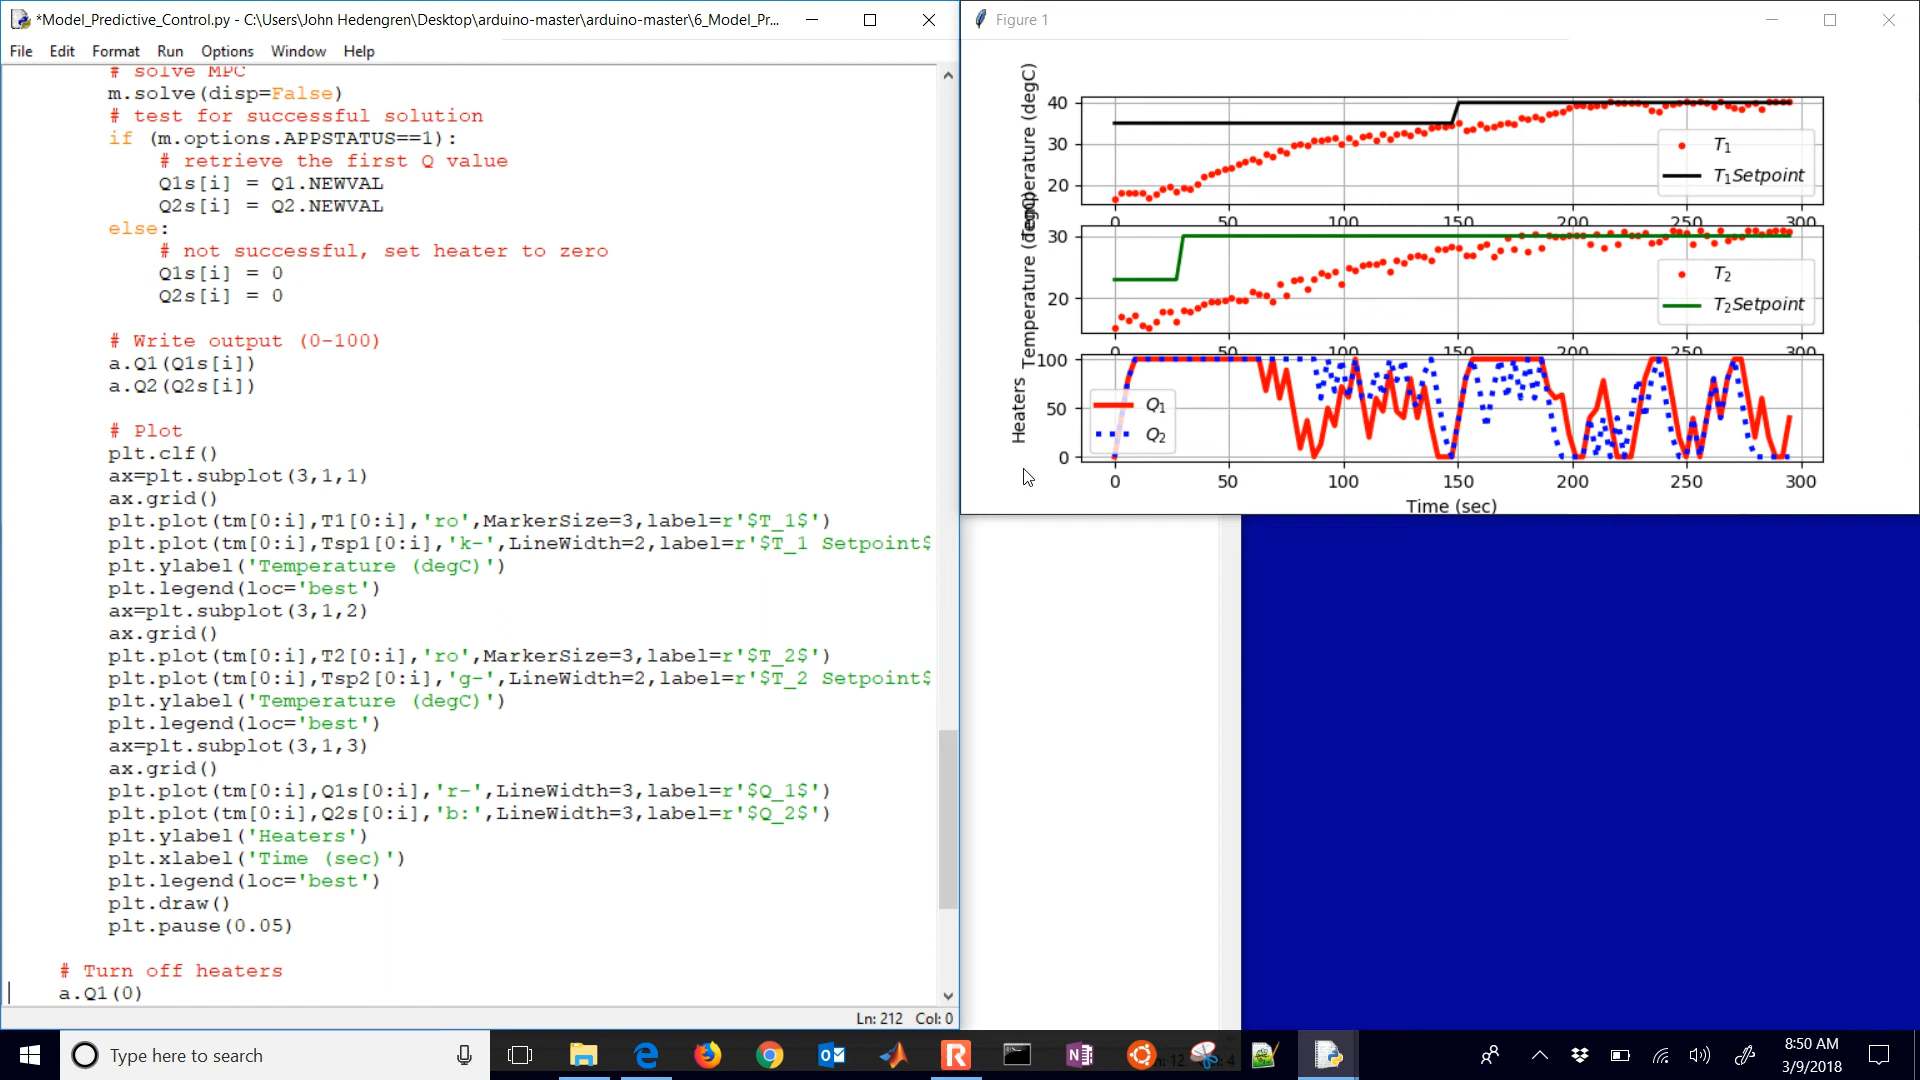 *Model_Predictive_Control.py - C:\Users\John Hedengren\Desktop\arduino-master\arduino-master\6_Model_Pr...
File Edit Format Run Options Window Help
# solve MPC
m.solve(disp=False)
# test for successful solution
if (m.options.APPSTATUS==1):
# retrieve the first Q value
Q1s[i] = Q1.NEWVAL
Q2s[i] = Q2.NEWVAL
else:
# not successful, set heater to zero
Q1s[i] = 0
Q2s[i] = 0
# Write output (0-100)
a.Q1(Q1s[i])
a.Q2(Q2s[i])
# Plot
plt.clf()
ax=plt.subplot(3,1,1)
ax.grid()
plt.plot(tm[0:i],T1[0:i],'ro',MarkerSize=3,label=r'$T_1$')
plt.plot(tm[0:i],Tsp1[0:i],'k-',LineWidth=2,label=r'$T_1 Setpoint$
plt.ylabel('Temperature (degC)')
plt.legend(loc='best')
ax=plt.subplot(3,1,2)
ax.grid()
plt.plot(tm[0:i],T2[0:i],'ro',MarkerSize=3,label=r'$T_2$')
plt.plot(tm[0:i],Tsp2[0:i],'g-',LineWidth=2,label=r'$T_2 Setpoint$
plt.ylabel('Temperature (degC)')
plt.legend(loc='best')
ax=plt.subplot(3,1,3)
ax.grid()
plt.plot(tm[0:i],Q1s[0:i],'r-',LineWidth=3,label=r'$Q_1$')
plt.plot(tm[0:i],Q2s[0:i],'b:',LineWidth=3,label=r'$Q_2$')
plt.ylabel('Heaters')
plt.xlabel('Time (sec)')
plt.legend(loc='best')
plt.draw()
plt.pause(0.05)
# Turn off heaters
a.Q1(0)
Ln: 212 Col: 0
Figure 1
Temperature (degC)
40
30
20
T1
T1Setpoint
0 50 100 150 200 250 300
Temperature (degC)
30
20
T2
T2Setpoint
0 50 100 150 200 250 300
Heaters
100
50
0
Q1
Q2
0 50 100 150 200 250 300
Time (sec)
Type here to search
8:50 AM
3/9/2018